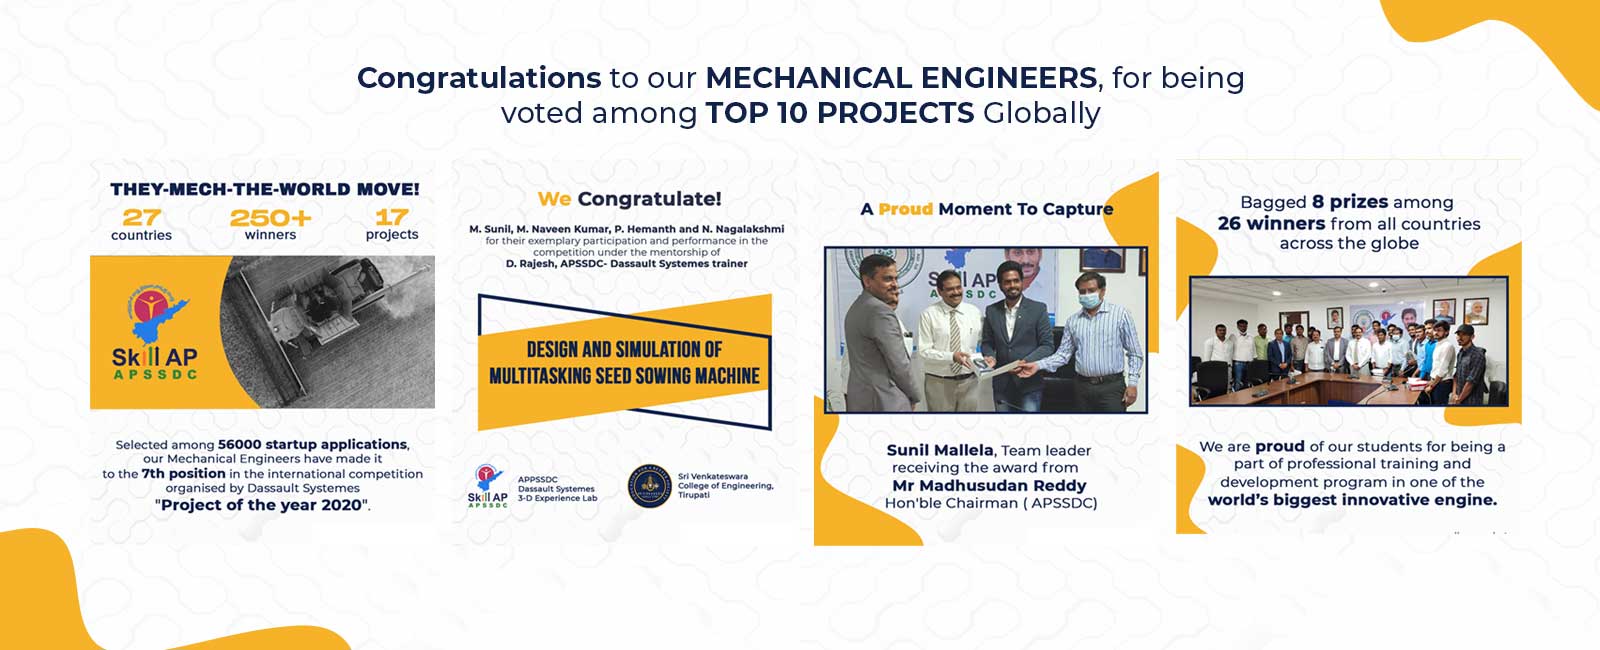 Congratulations to our MECHANICAL ENGINEERS, for being
voted among TOP 10 PROJECTS Globally
THEY-MECH-THE-WORLD MOVE!
27
countries
250+
winners
17
projects
Skill AP
APSSDC
Selected among 56000 startup applications,
our Mechanical Engineers have made it
to the 7th position in the international competition
organised by Dassault Systemes
"Project of the year 2020".
We Congratulate!
M. Sunil, M. Naveen Kumar, P. Hemanth and N. Nagalakshmi
for their exemplary participation and performance in the
competition under the mentorship of
D. Rajesh, APSSDC- Dassault Systemes trainer
DESIGN AND SIMULATION OF
MULTITASKING SEED SOWING MACHINE
Skill AP
APSSDC
APPSSDC
Dassault Systemes
3-D Experience Lab
Sri Venkateswara
College of Engineering,
Tirupati
A Proud Moment To Capture
APSSDC
Sunil Mallela, Team leader
receiving the award from
Mr Madhusudan Reddy
Hon'ble Chairman ( APSSDC)
Bagged 8 prizes among
26 winners from all countries
across the globe
We are proud of our students for being a
part of professional training and
development program in one of the
world's biggest innovative engine.